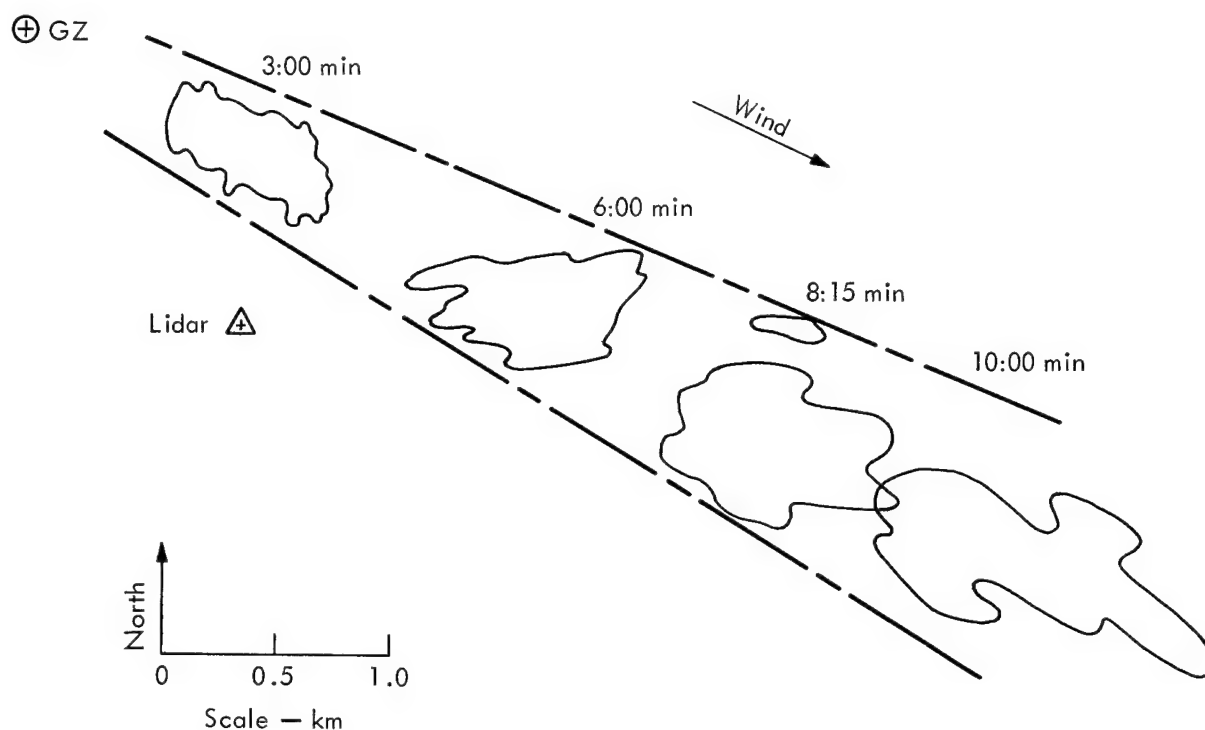 GZ
3:00 min
Wind
6:00 min
8:15 min
Lidar
10:00 min
North
0 0.5 1.0
Scale — km